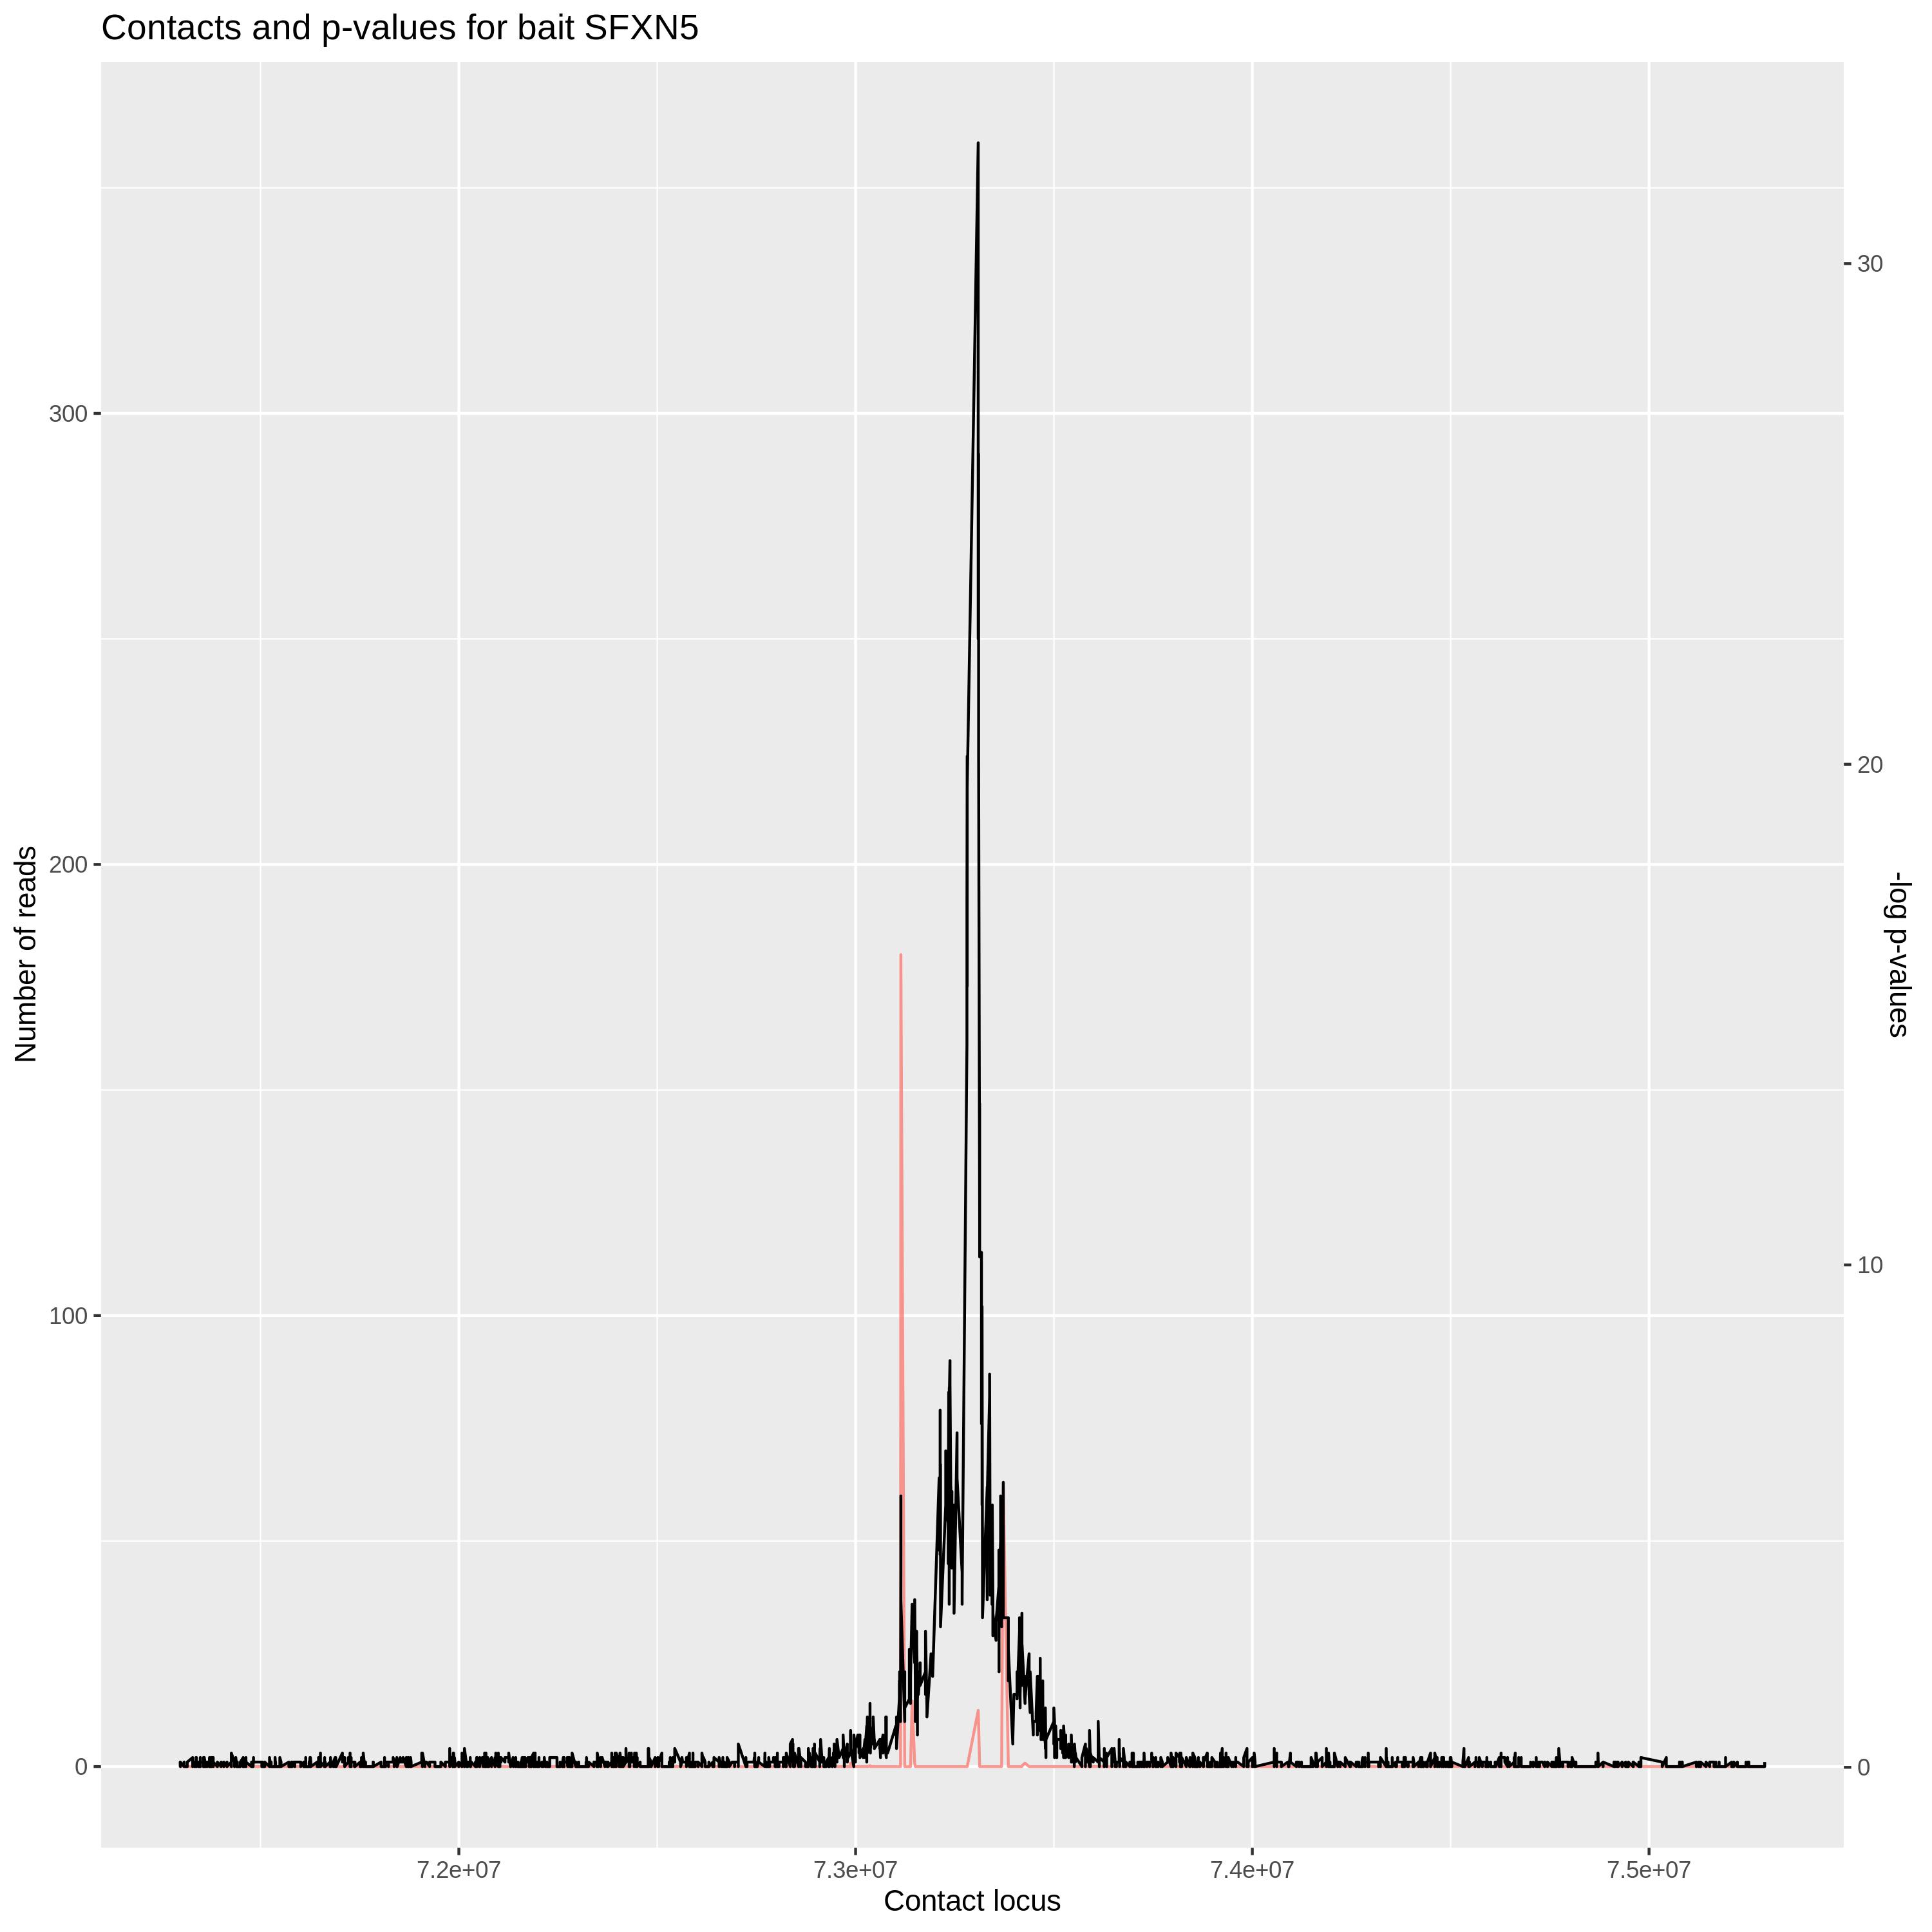 Contacts and p-values for bait SFXN5
300
200
100
0
Number of reads
30
20
10
0
-log p-values
7.2e+07 7.3e+07 7.4e+07 7.5e+07
Contact locus